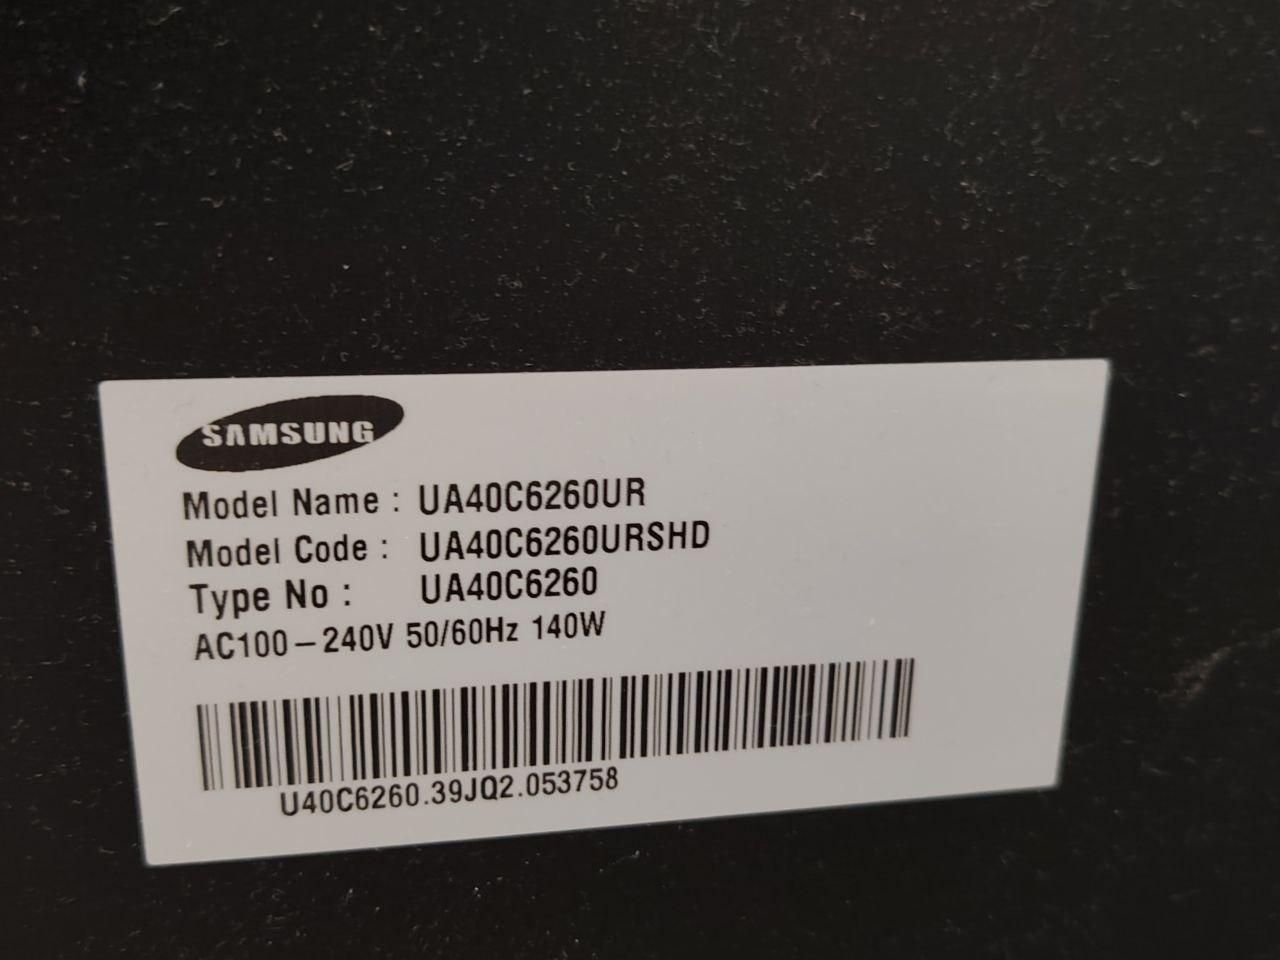 SAMSUNG
Model Name : UA40C6260UR
Model Code : UA40C6260URSHD
Type No : UA40C6260
AC100–240V 50/60Hz 140W
U40C6260.39JQ2.053758